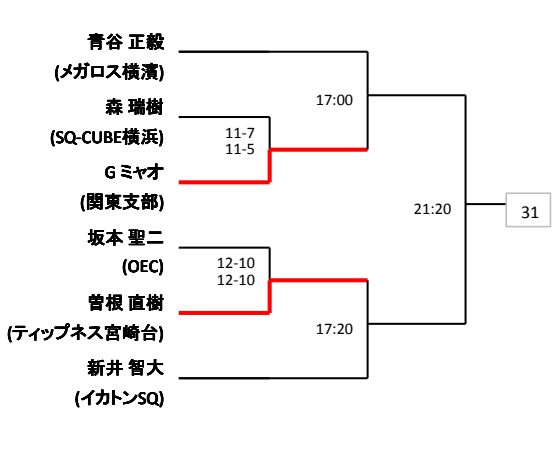 青谷 正毅
(メガロス横濱)
17:00
森 瑞樹
(SQ-CUBE横浜)
11-7
11-5
G ミャオ
(関東支部)
21:20
31
坂本 聖二
(OEC)
12-10
12-10
曽根 直樹
(ティップネス宮崎台)
17:20
新井 智大
(イカトンSQ)